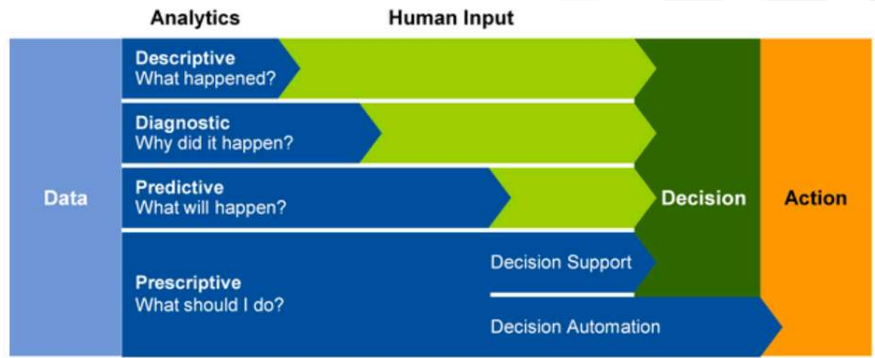 Analytics
Human Input
Descriptive
What happened?
Diagnostic
Why did it happen?
Predictive
What will happen?
Prescriptive
What should I do?
Data
Decision Support
Decision Automation
Decision
Action